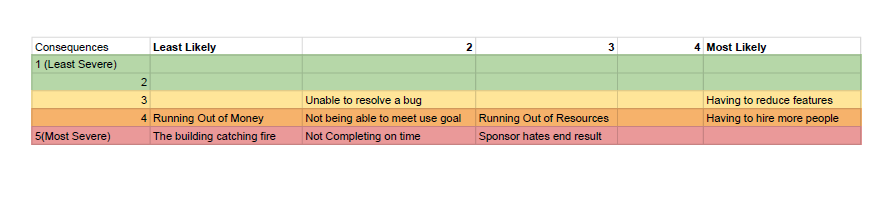 Consequences Least Likely 2 3 4 Most Likely
1 (Least Severe)
2
3 Unable to resolve a bug Having to reduce features
4 Running Out of Money Not being able to meet use goal Running Out of Resources Having to hire more people
5(Most Severe) The building catching fire Not Completing on time Sponsor hates end result